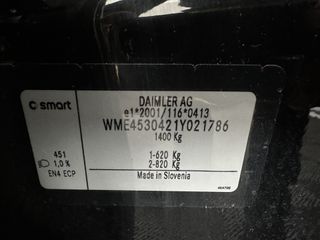 smart
DAIMLER AG
e1*2001/116*0413
WME4530421Y021786
1400 Kg
451
1,0 %
EN4 ECP
1-620 Kg
2-820 Kg
Made in Slovenia